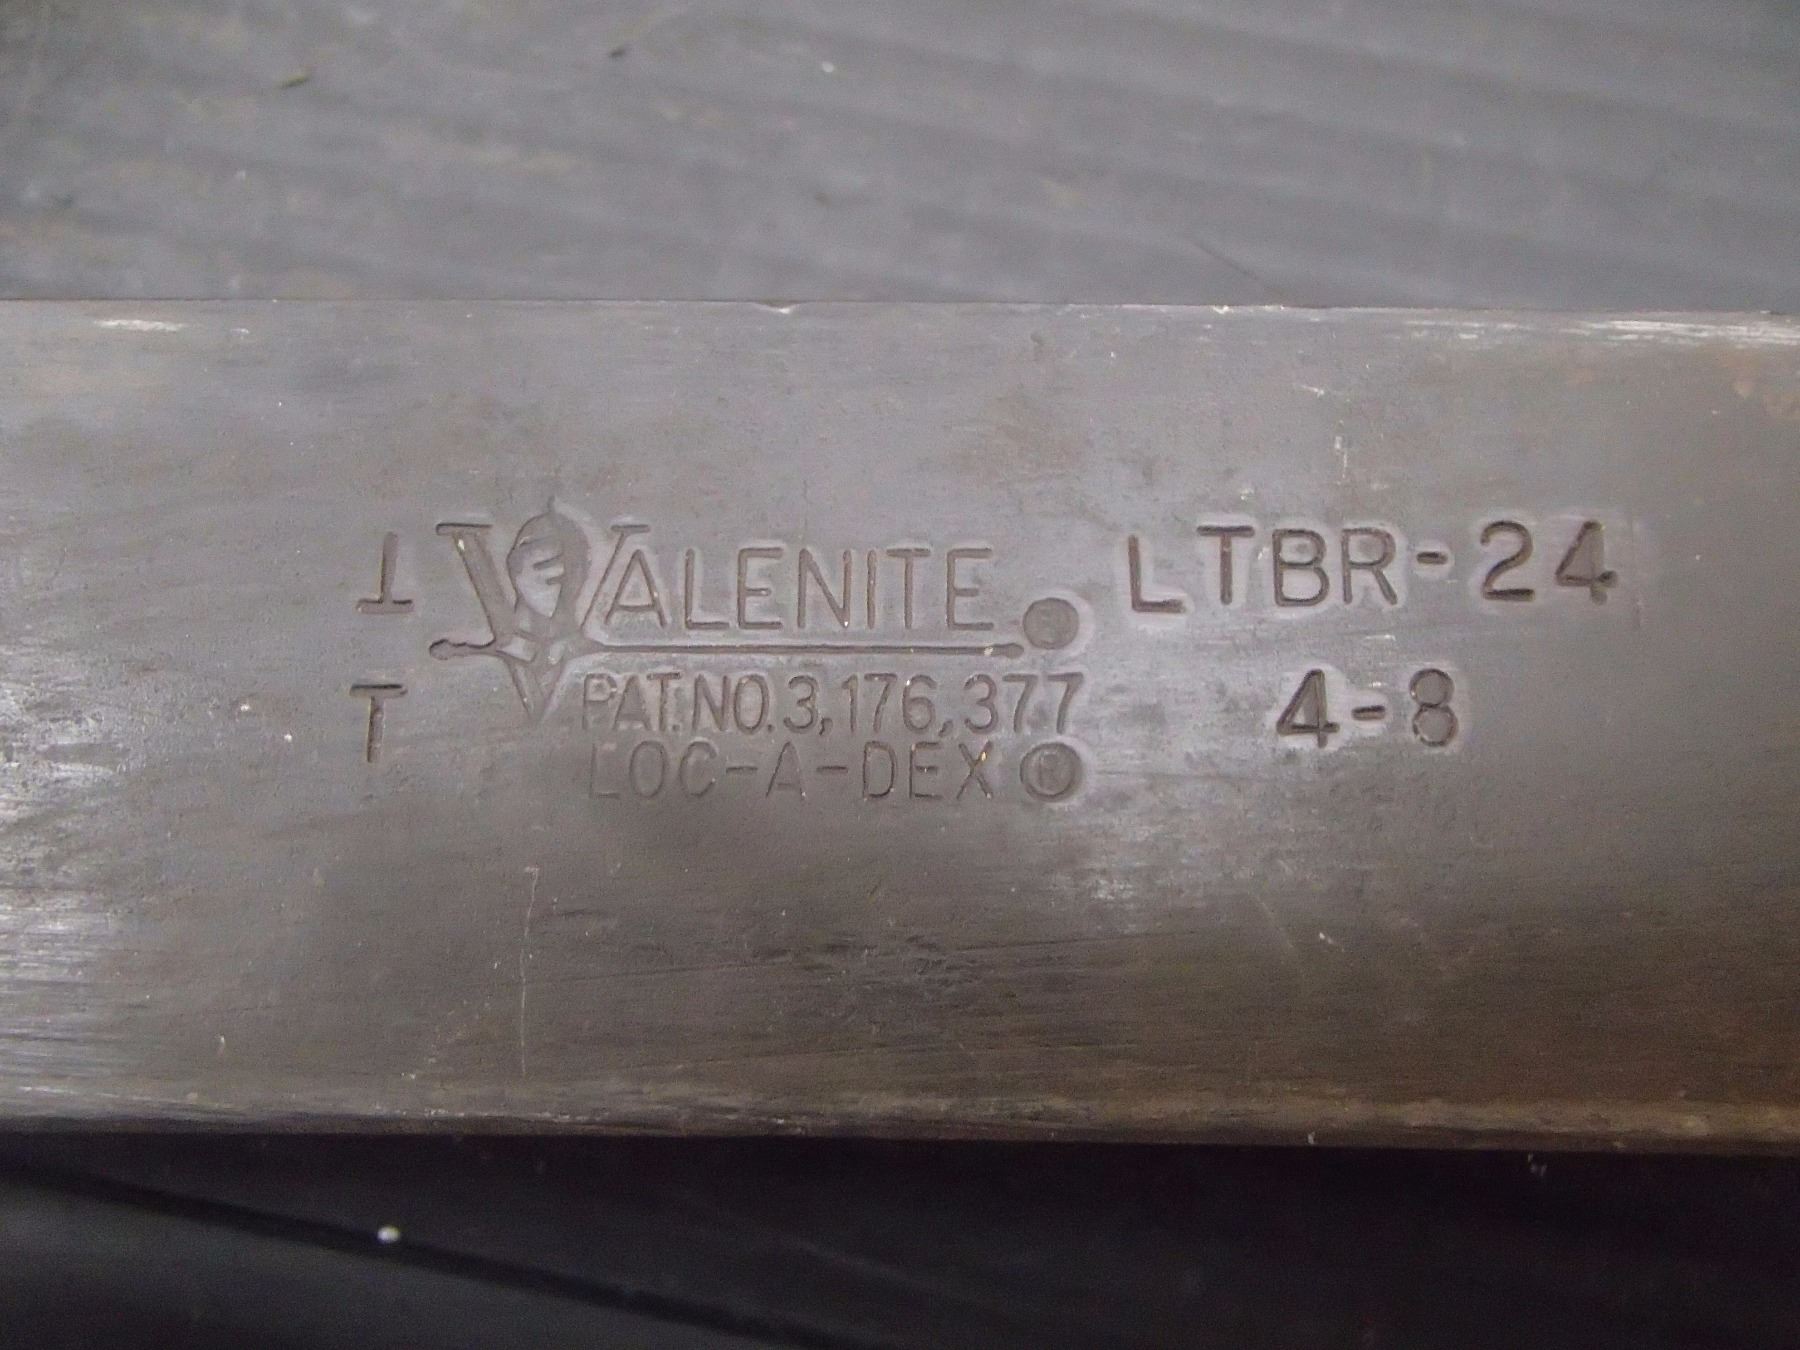 T VALENITE ® LTBR-24
T PAT. NO. 3,176,377 4-8
LOC-A-DEX ®